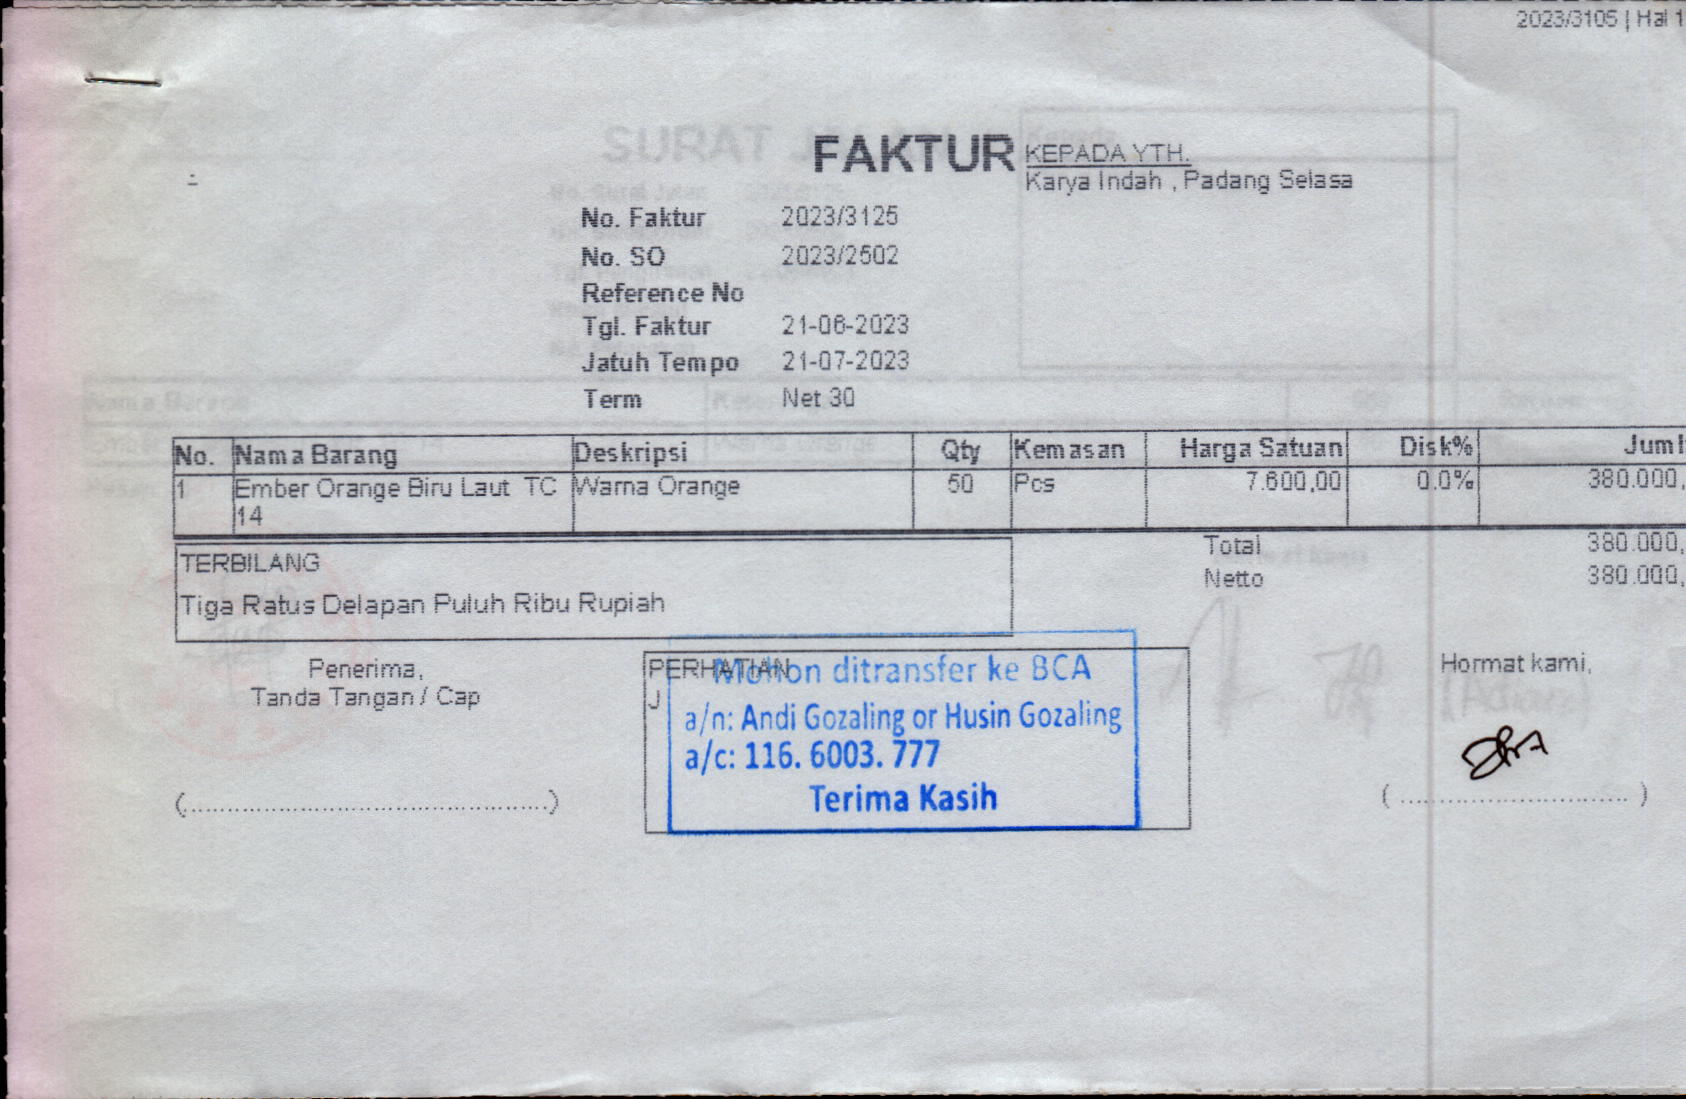 2023/3105 | Hal 1
FAKTUR
KEPADA YTH.
Karya Indah , Padang Selasa
No. Faktur 2023/3125
No. SO 2023/2502
Reference No
Tgl. Faktur 21-06-2023
Jatuh Tempo 21-07-2023
Term Net 30
No. Nama Barang Deskripsi Qty Kemasan Harga Satuan Disk% Juml
1 Ember Orange Biru Laut TC Warna Orange 50 Pcs 7.600,00 0.0% 380.000,
14
TERBILANG
Tiga Ratus Delapan Puluh Ribu Rupiah
Total 380.000,
Netto 380.000,
Penerima,
Tanda Tangan / Cap
(..........................................)
PERHATIAN
J
Mohon ditransfer ke BCA
a/n: Andi Gozaling or Husin Gozaling
a/c: 116. 6003. 777
Terima Kasih
Hormat kami,
( ............................ )
SURAT